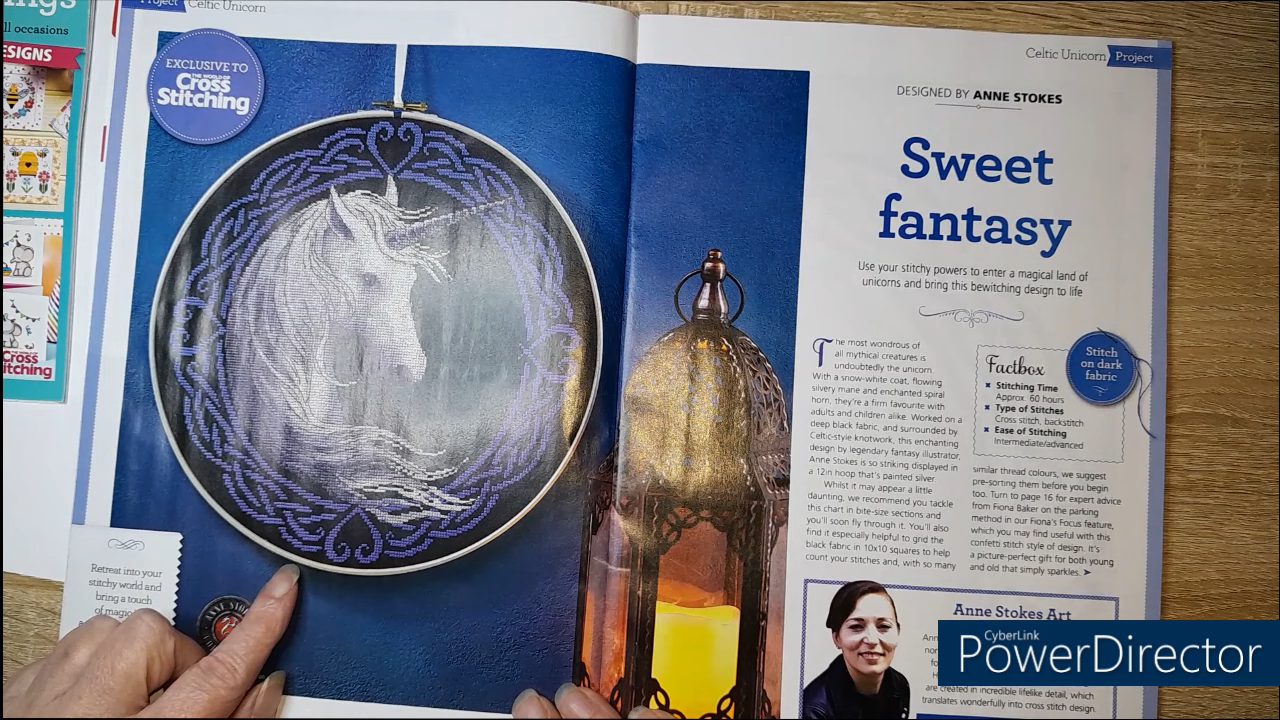 ings
ll occasions
ESIGNS
Cross
Stitching
Project
Celtic Unicorn
EXCLUSIVE TO
THE WORLD OF
Cross
Stitching
Retreat into your
stitchy world and
bring a touch
of magic
ANNE STOKES
Celtic Unicorn
Project
DESIGNED BY ANNE STOKES
Sweet
fantasy
Use your stitchy powers to enter a magical land of
unicorns and bring this bewitching design to life
The most wondrous of
all mythical creatures is
undoubtedly the unicorn.
With a snow-white coat, flowing
silvery mane and enchanted spiral
horn, they're a firm favourite with
adults and children alike. Worked on a
deep black fabric, and surrounded by
Celtic-style knotwork, this enchanting
design by legendary fantasy illustrator,
Anne Stokes is so striking displayed in
a 12in hoop that's painted silver.
Whilst it may appear a little
daunting, we recommend you tackle
this chart in bite-size sections and
you'll soon fly through it. You'll also
find it especially helpful to grid the
black fabric in 10x10 squares to help
count your stitches and, with so many
Factbox
Stitching Time
Approx. 60 hours
Type of Stitches
Cross stitch, backstitch
Ease of Stitching
Intermediate/advanced
Stitch
on dark
fabric
similar thread colours, we suggest
pre-sorting them before you begin
too. Turn to page 16 for expert advice
from Fiona Baker on the parking
method in our Fiona's Focus feature,
which you may find useful with this
confetti stitch style of design. It's
a picture-perfect gift for both young
and old that simply sparkles.
Anne Stokes Art
are created in incredible lifelike detail, which
translates wonderfully into cross stitch design.
CyberLink
PowerDirector